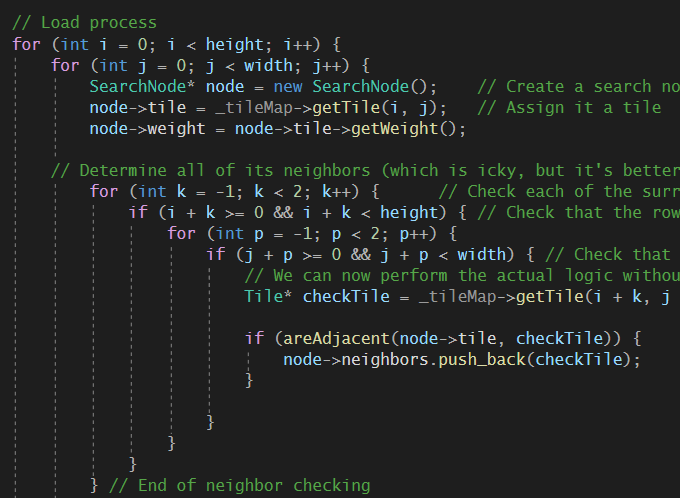 // Load process
for (int i = 0; i < height; i++) {
for (int j = 0; j < width; j++) {
SearchNode* node = new SearchNode(); // Create a search no
node->tile = _tileMap->getTile(i, j); // Assign it a tile
node->weight = node->tile->getWeight();
// Determine all of its neighbors (which is icky, but it's better
for (int k = -1; k < 2; k++) { // Check each of the surr
if (i + k >= 0 && i + k < height) { // Check that the row
for (int p = -1; p < 2; p++) {
if (j + p >= 0 && j + p < width) { // Check that
// We can now perform the actual logic withou
Tile* checkTile = _tileMap->getTile(i + k, j
if (areAdjacent(node->tile, checkTile)) {
node->neighbors.push_back(checkTile);
}
}
}
}
} // End of neighbor checking